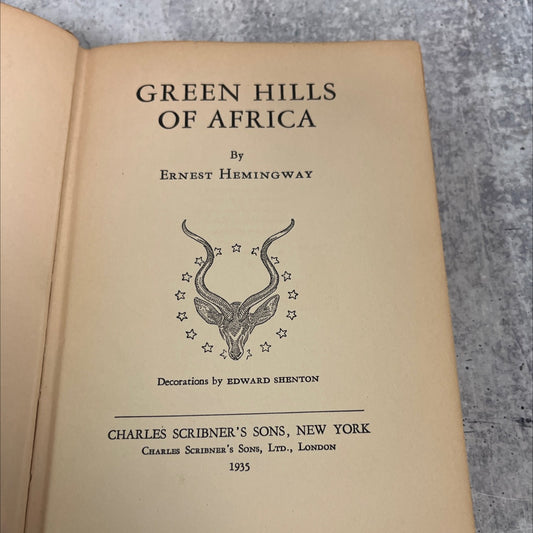 GREEN HILLS
OF AFRICA
By
ERNEST HEMINGWAY
Decorations by EDWARD SHENTON
CHARLES SCRIBNER'S SONS, NEW YORK
CHARLES SCRIBNER'S SONS, LTD., LONDON
1935